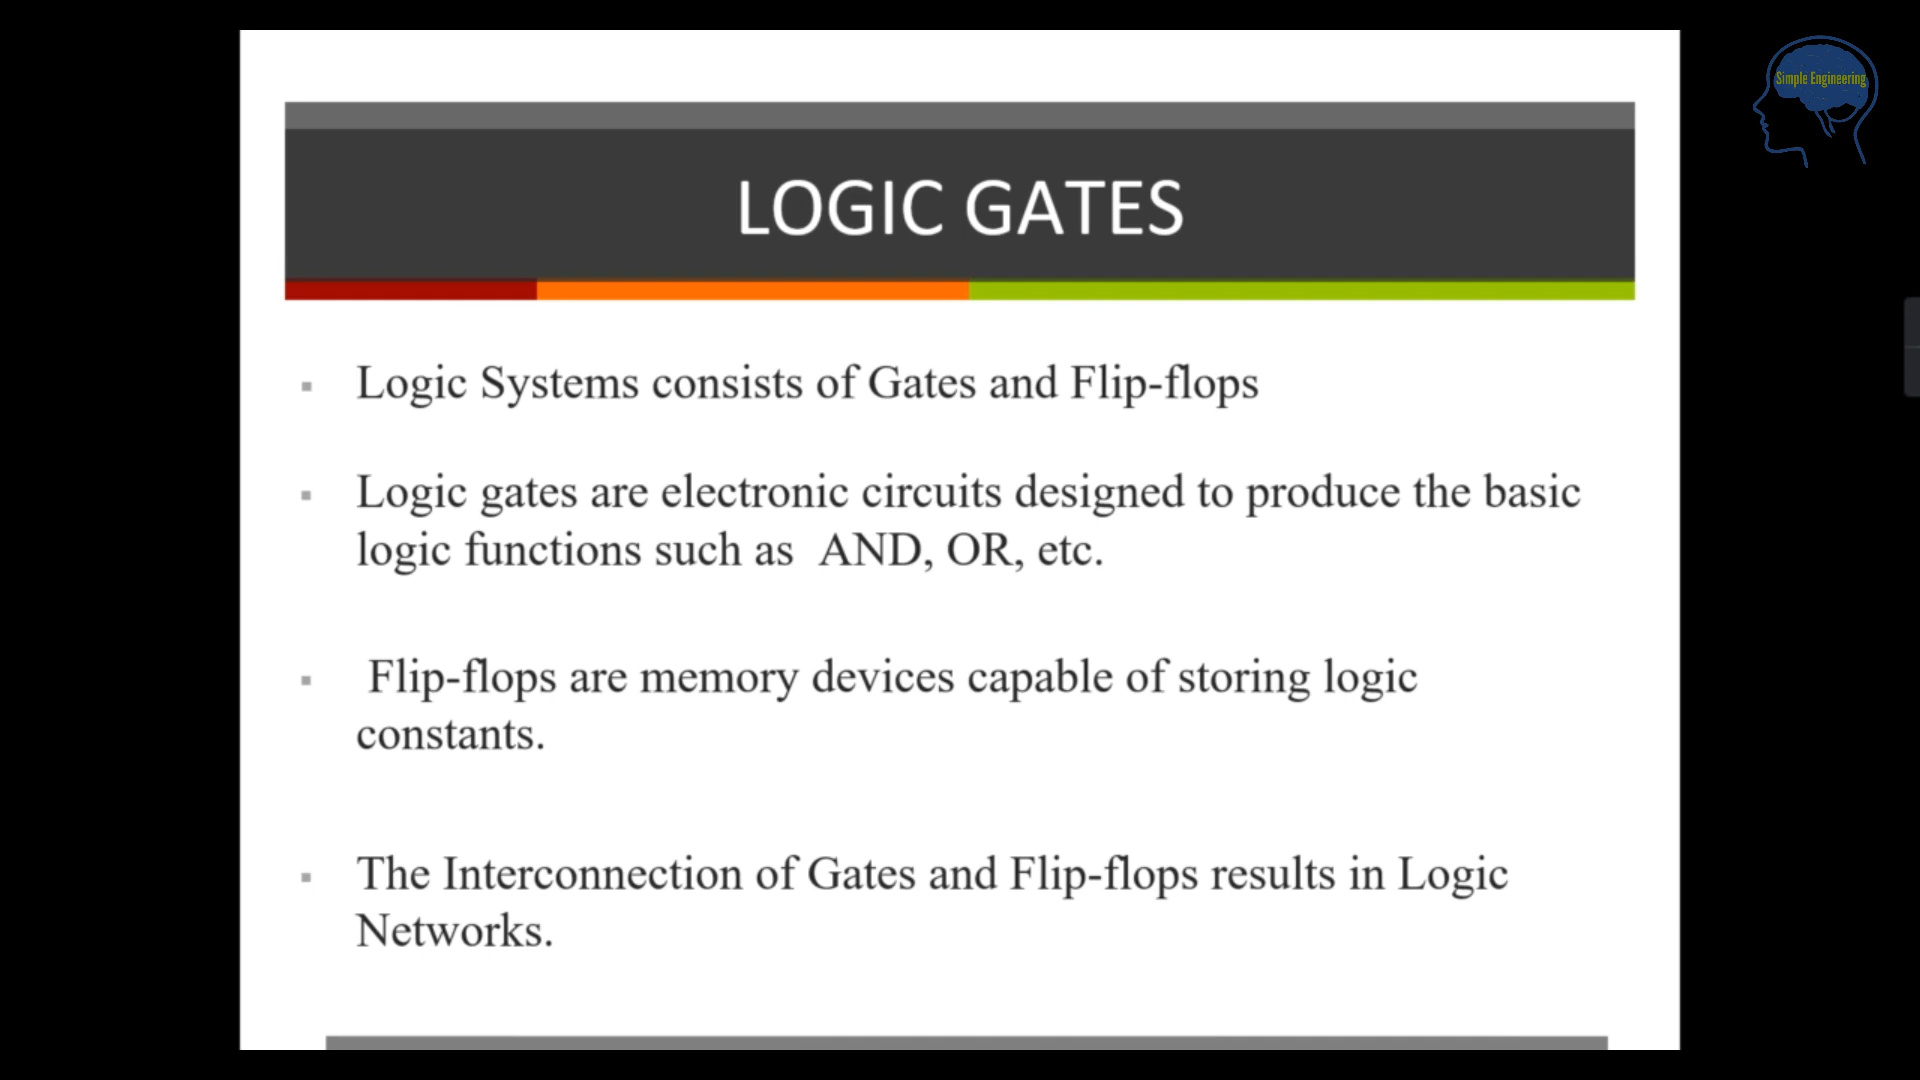 Simple Engineering
LOGIC GATES
Logic Systems consists of Gates and Flip-flops
Logic gates are electronic circuits designed to produce the basic
logic functions such as  AND, OR, etc.
Flip-flops are memory devices capable of storing logic
constants.
The Interconnection of Gates and Flip-flops results in Logic
Networks.